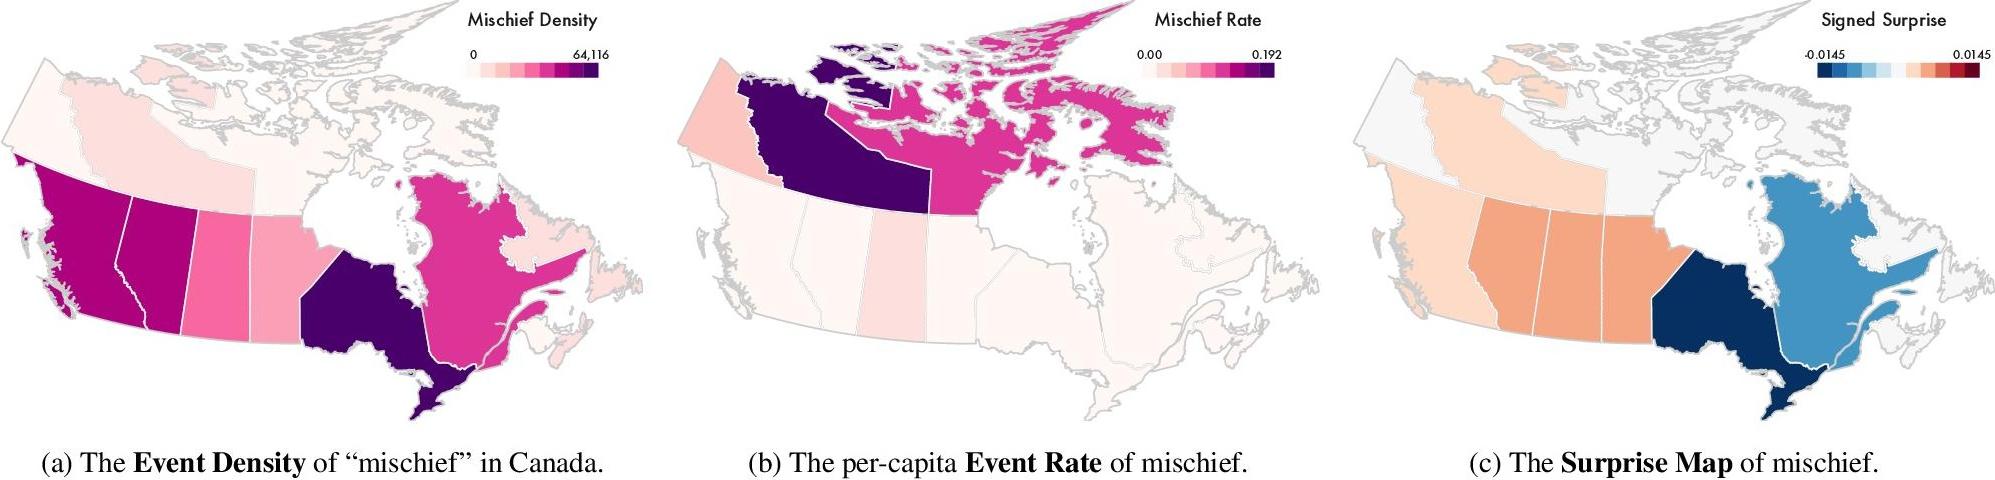 Mischief Density
0 64,116
Mischief Rate
0.00 0.192
Signed Surprise
-0.0145 0.0145
(a) The Event Density of “mischief” in Canada.
(b) The per-capita Event Rate of mischief.
(c) The Surprise Map of mischief.